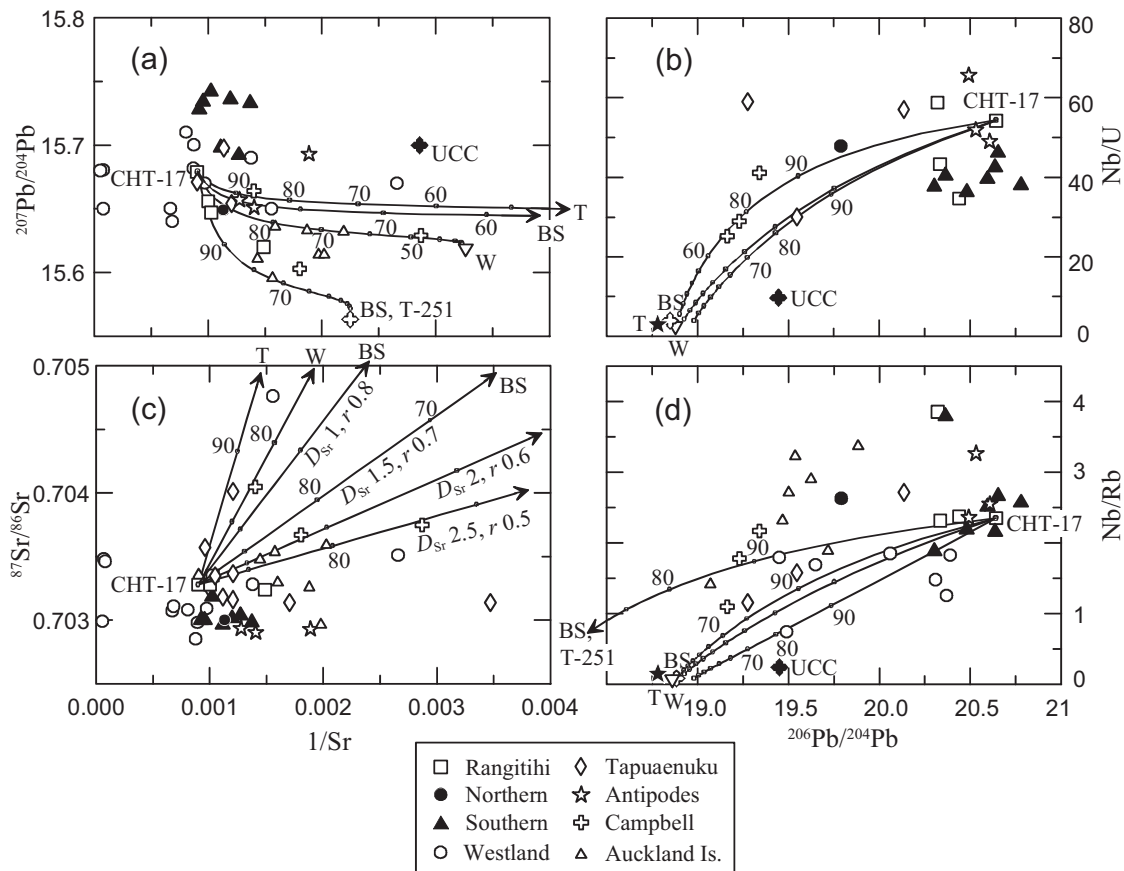 15.8
15.7
15.6
207Pb/204Pb
(a)
CHT-17
UCC
90
80
70
60
T
70
60
BS
70
50
W
90
70
BS, T-251
(b)
CHT-17
90
80
60
90
80
70
BS
T
W
UCC
80
60
40
20
0
Nb/U
0.705
0.704
0.703
87Sr/86Sr
(c)
T
W
BS
BS
90
80
80
70
80
80
DSr 1, r 0.8
DSr 1.5, r 0.7
DSr 2, r 0.6
DSr 2.5, r 0.5
CHT-17
0.000
0.001
0.002
0.003
0.004
1/Sr
(d)
CHT-17
90
80
90
70
90
80
70
BS,
T-251
BS
T
W
UCC
4
3
2
1
0
Nb/Rb
19.0
19.5
20.0
20.5
21
206Pb/204Pb
Rangitihi
Tapuaenuku
Northern
Antipodes
Southern
Campbell
Westland
Auckland Is.